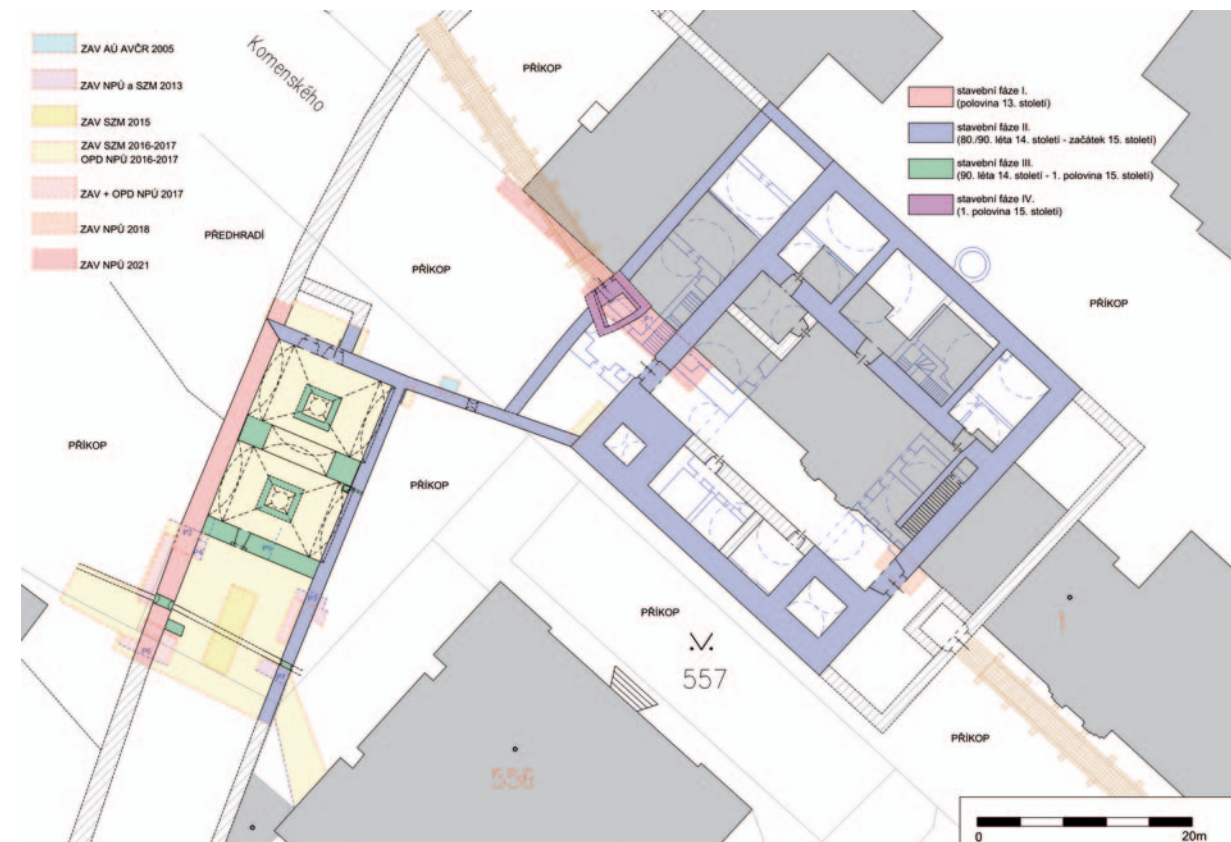 ZAV AÚ AVČR 2005
ZAV NPÚ a SZM 2013
ZAV SZM 2015
ZAV SZM 2016-2017
OPD NPÚ 2016-2017
ZAV + OPD NPÚ 2017
ZAV NPÚ 2018
ZAV NPÚ 2021
Komenského
PŘÍKOP
stavební fáze I.
(polovina 13. století)
stavební fáze II.
(80./90. léta 14. století - začátek 15. století)
stavební fáze III.
(90. léta 14. století - 1. polovina 15. století)
stavební fáze IV.
(1. polovina 15. století)
PŘEDHRADÍ
PŘÍKOP
PŘÍKOP
PŘÍKOP
PŘÍKOP
PŘÍKOP
557
PŘÍKOP
558
0 20m